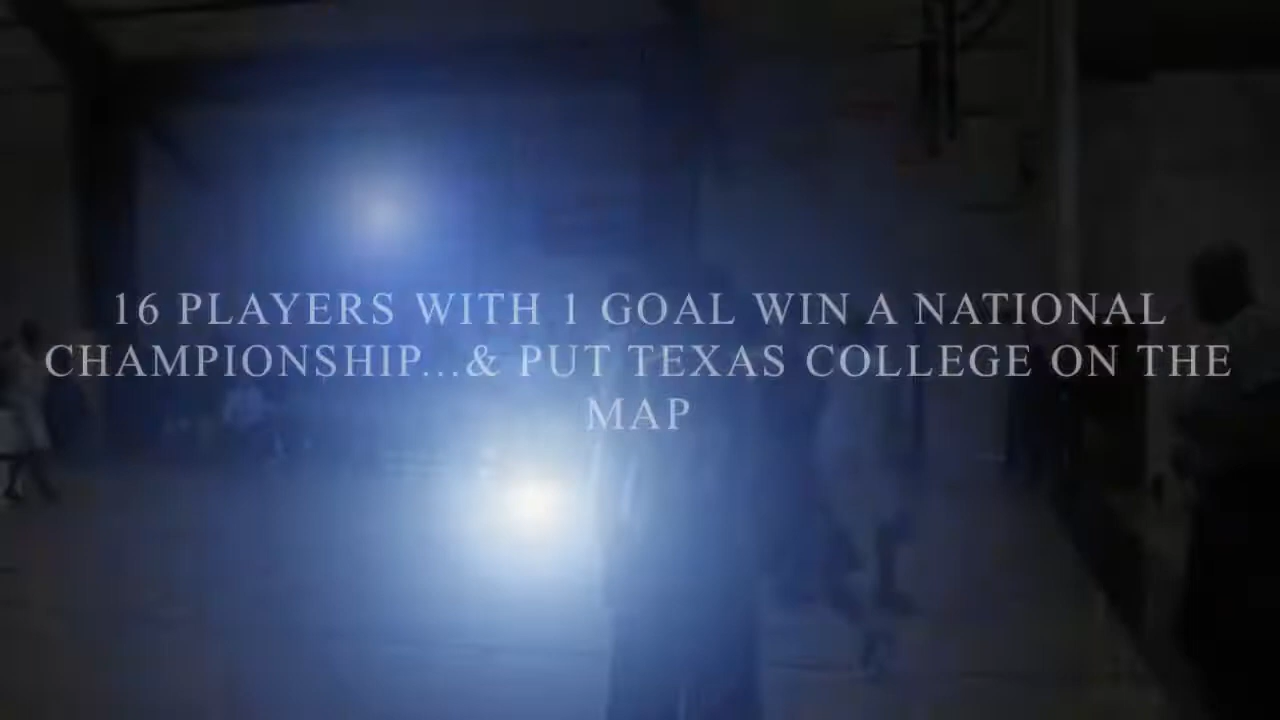 16 PLAYERS WITH 1 GOAL WIN A NATIONAL
CHAMPIONSHIP...& PUT TEXAS COLLEGE ON THE
MAP